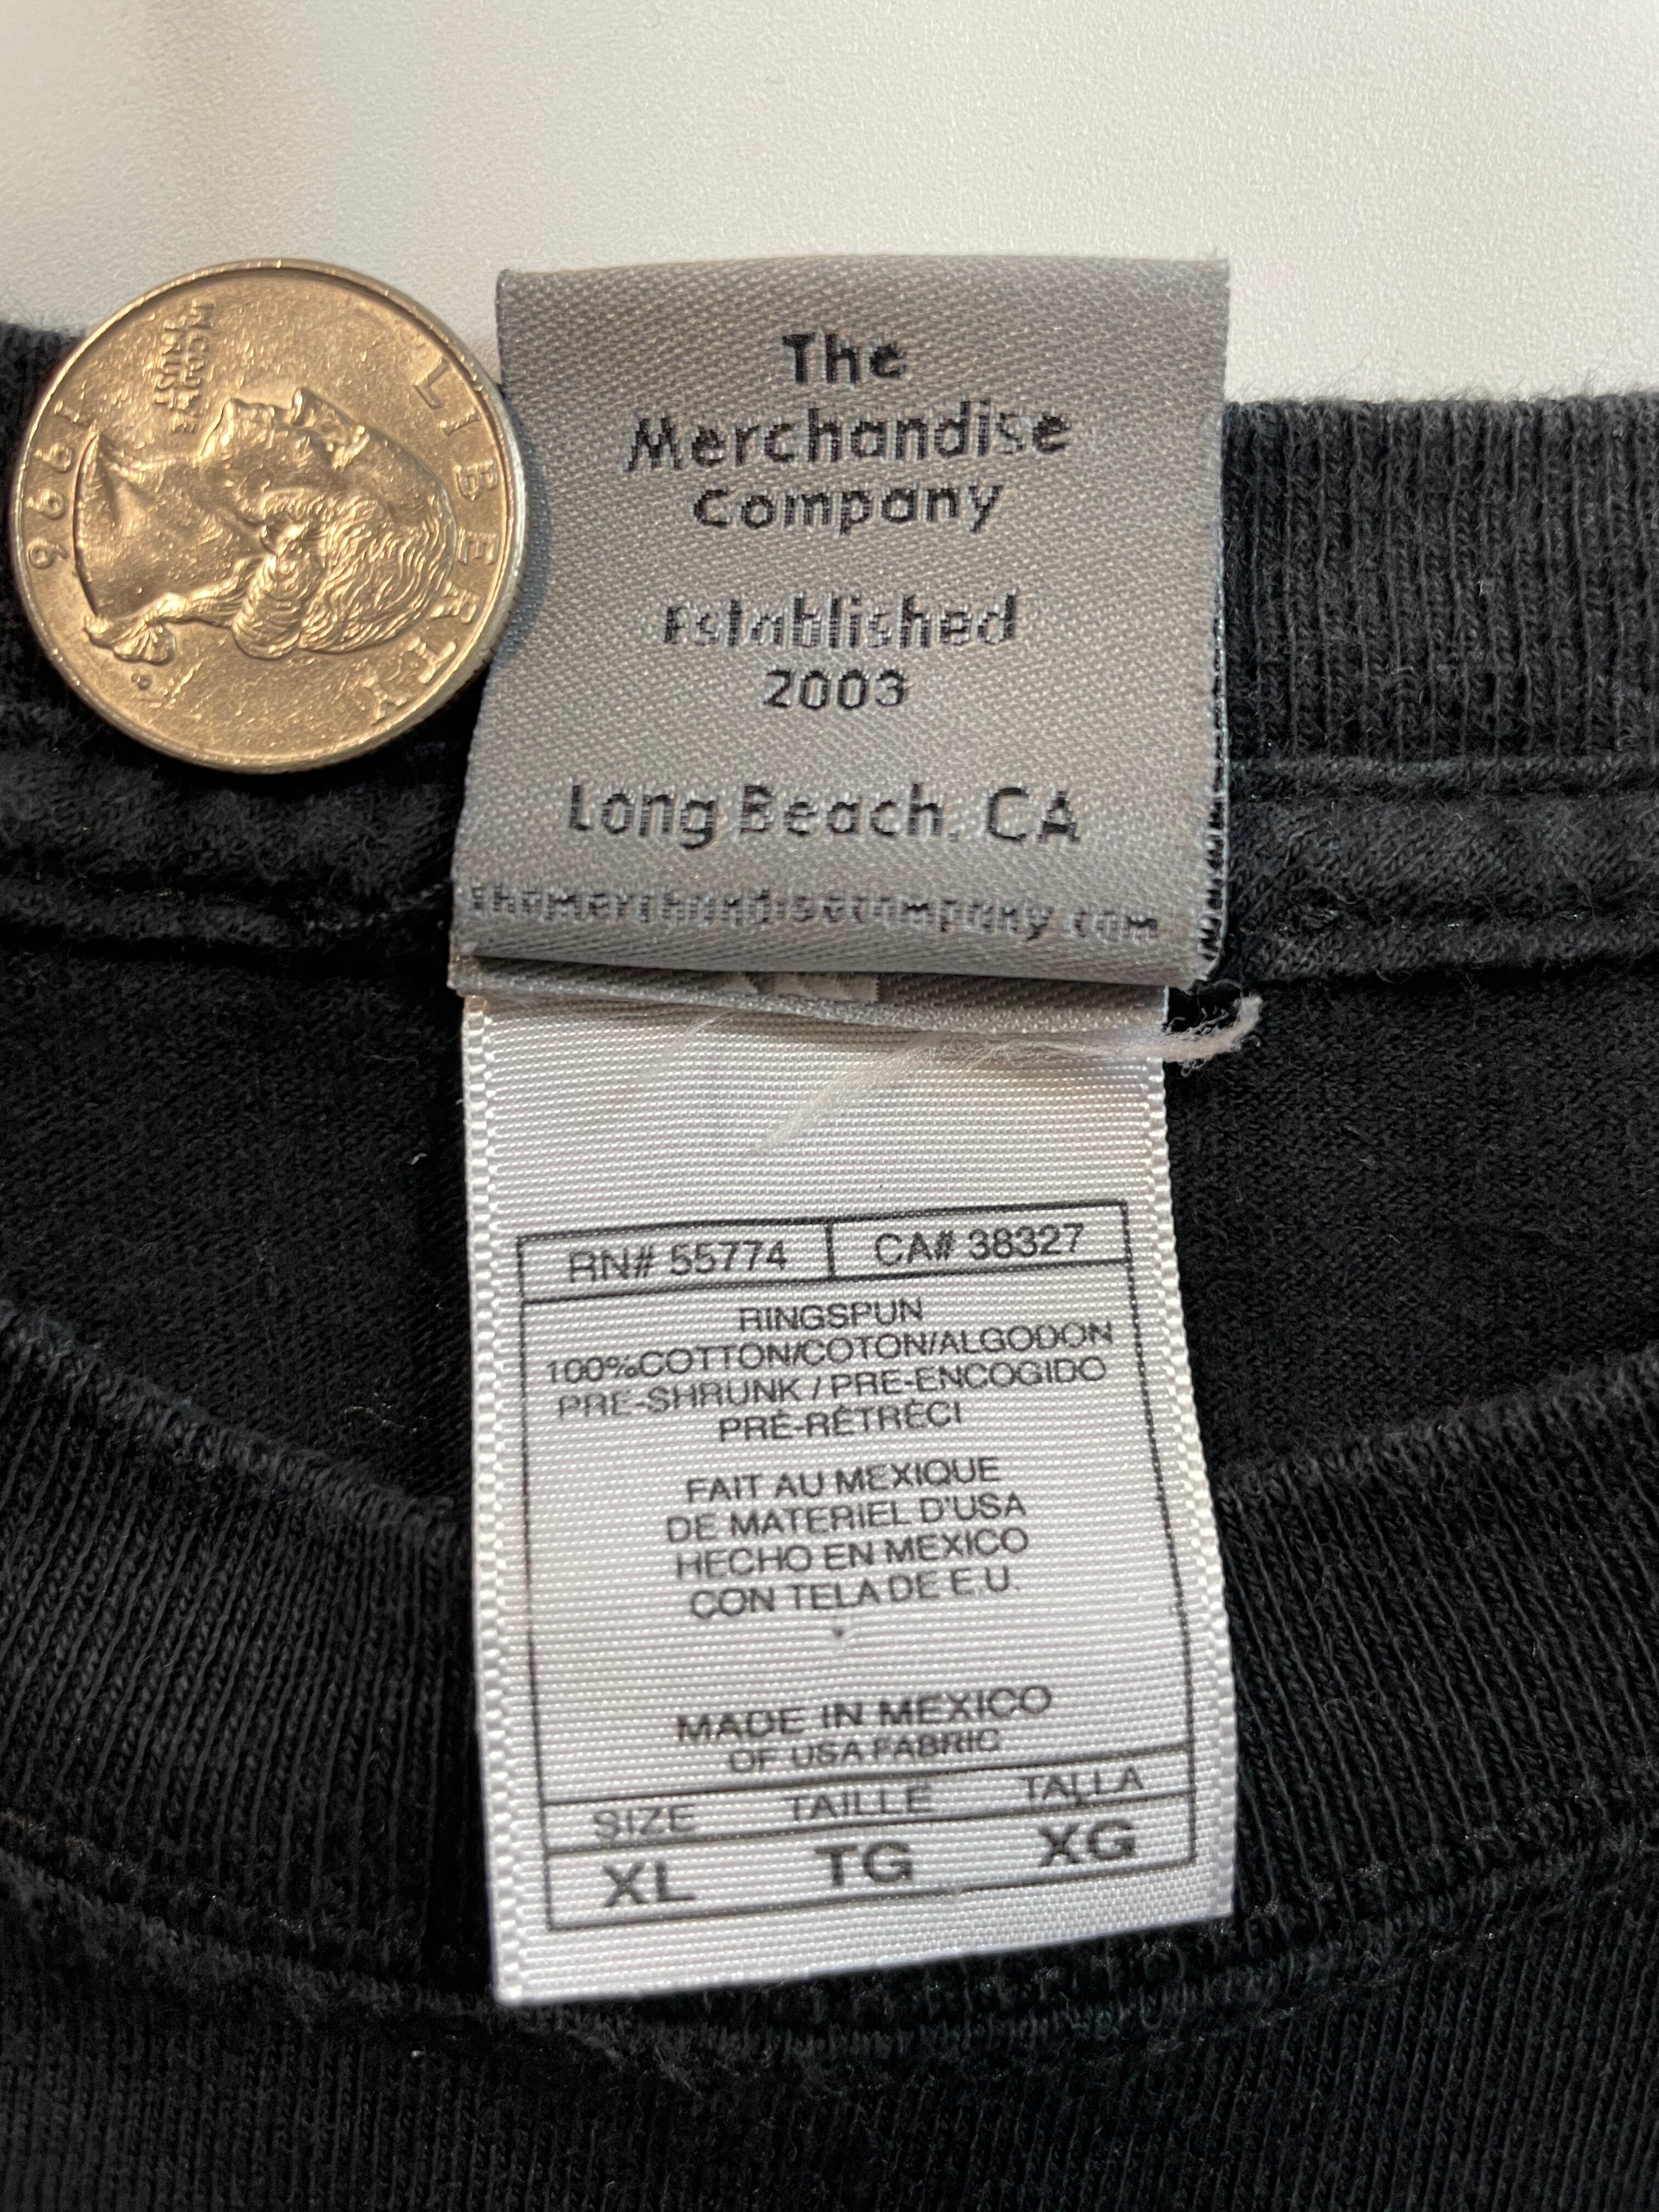 LIBERTY
IN GOD WE
TRUST
1996
The
Merchandise
Company
Established
2003
Long Beach, CA
themerchandisecompany.com
RN# 55774 CA# 38327
RINGSPUN
100%COTTON/COTON/ALGODON
PRE-SHRUNK / PRE-ENCOGIDO
PRÉ-RÉTRÉCI
FAIT AU MEXIQUE
DE MATERIEL D'USA
HECHO EN MEXICO
CON TELA DE E.U.
MADE IN MEXICO
OF USA FABRIC
SIZE TAILLE TALLA
XL TG XG